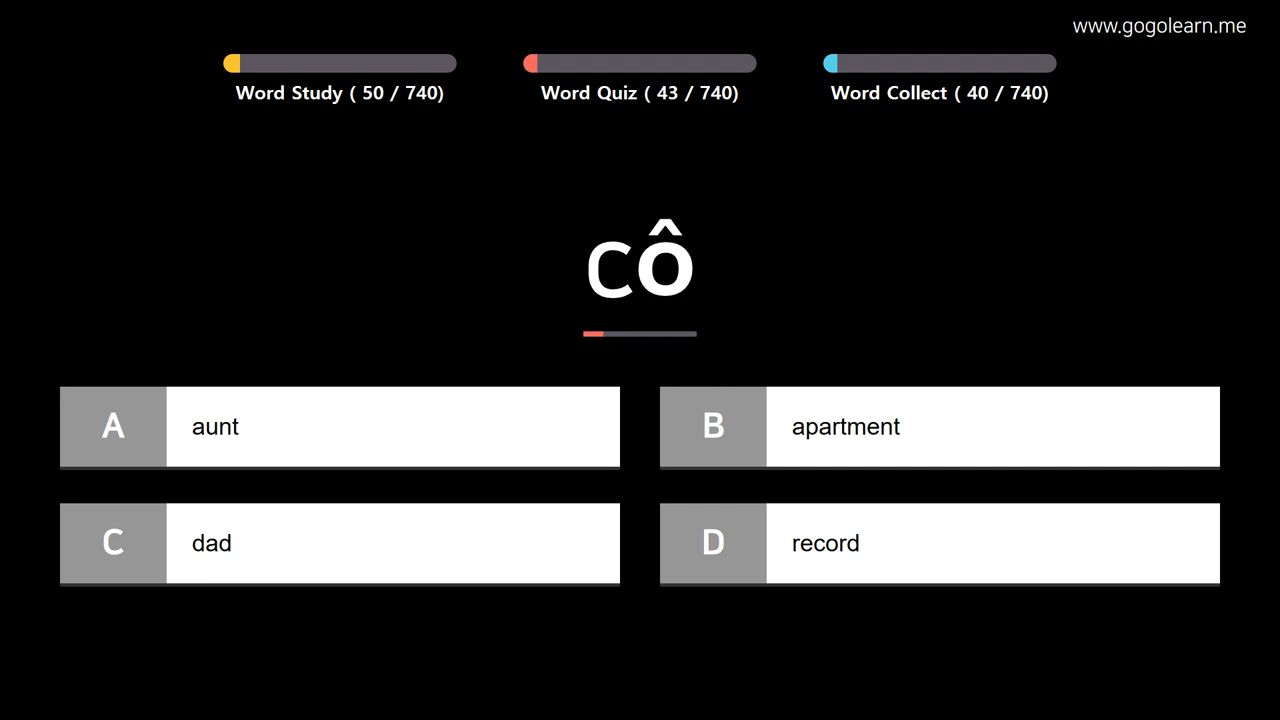 www.gogolearn.me
Word Study ( 50 / 740)
Word Quiz ( 43 / 740)
Word Collect ( 40 / 740)
cô
A aunt
B apartment
C dad
D record